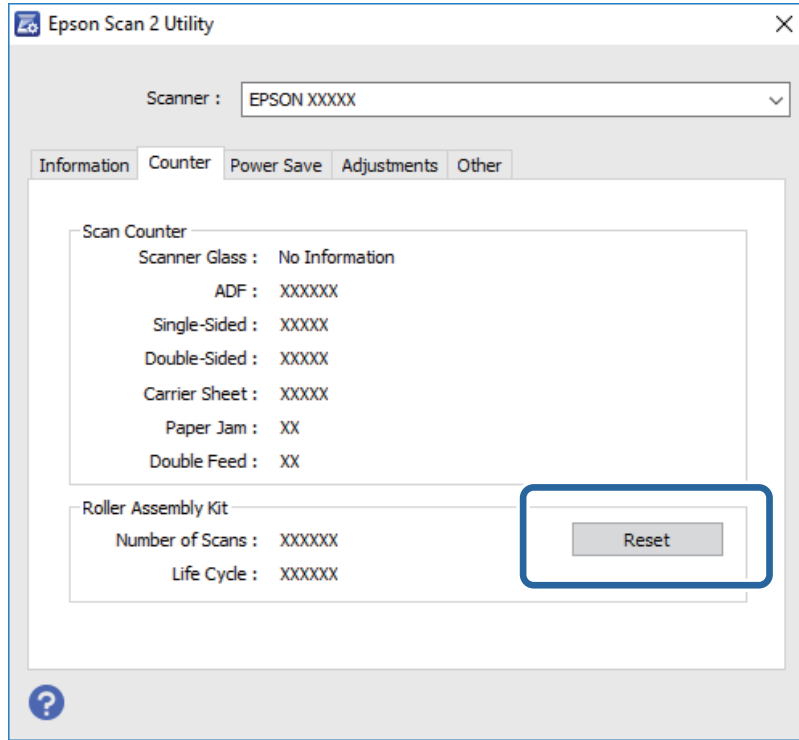 Epson Scan 2 Utility
Scanner : EPSON XXXXX
Information Counter Power Save Adjustments Other
Scan Counter
Scanner Glass : No Information
ADF : XXXXXX
Single-Sided : XXXXX
Double-Sided : XXXXX
Carrier Sheet : XXXXX
Paper Jam : XX
Double Feed : XX
Roller Assembly Kit
Number of Scans : XXXXXX Reset
Life Cycle : XXXXXX
?